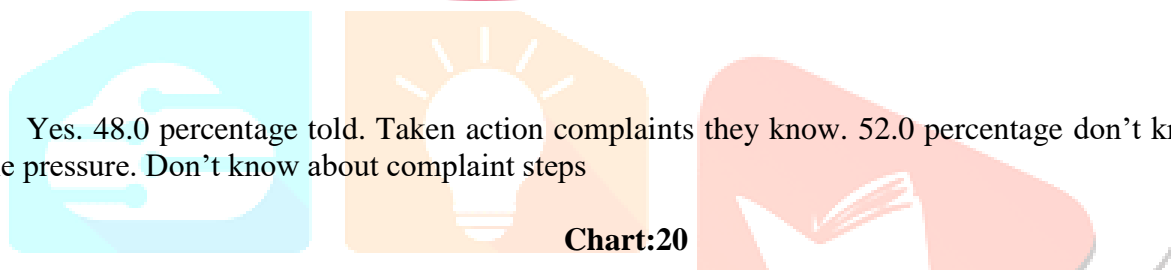 Yes. 48.0 percentage told. Taken action complaints they know. 52.0 percentage don’t
pressure. Don’t know about complaint steps
Chart:20